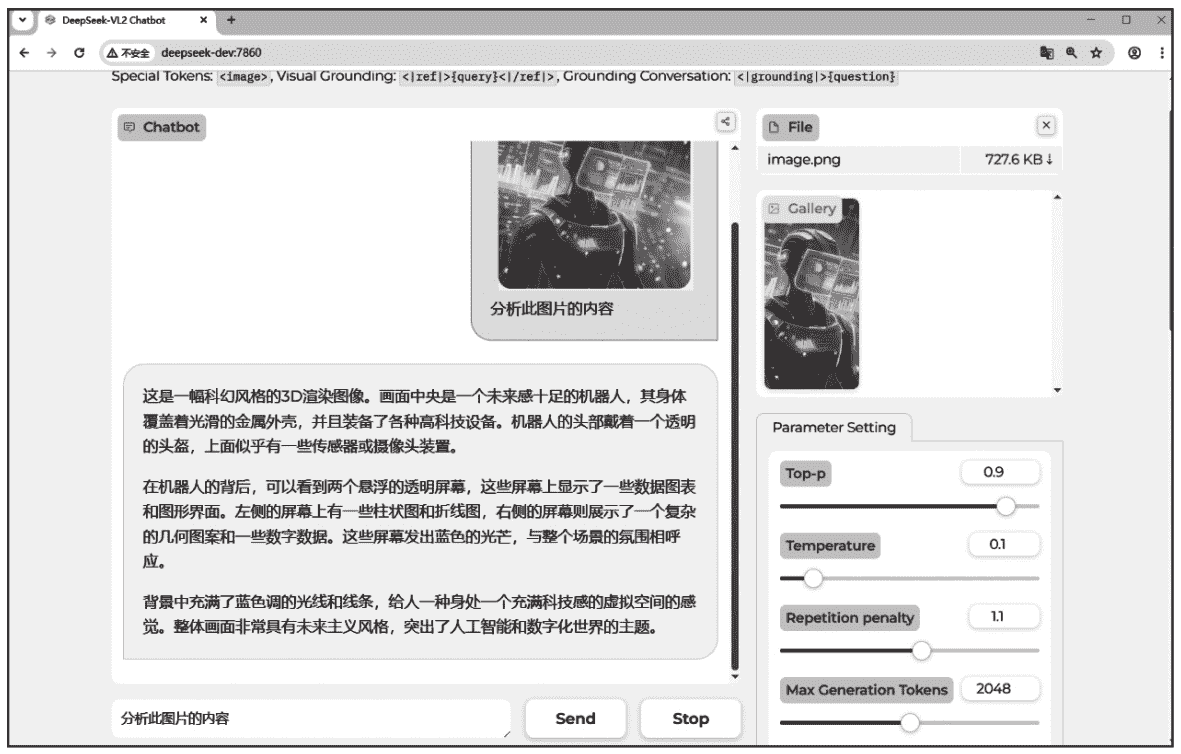 DeepSeek-VL2 Chatbot
不安全 deepseek-dev:7860
Special Tokens: <image>, Visual Grounding: <|ref|>{query}<|/ref|>, Grounding Conversation: <|grounding|>{question}
Chatbot
分析此图片的内容
这是一幅科幻风格的3D渲染图像。画面中央是一个未来感十足的机器人，其身体
覆盖着光滑的金属外壳，并且装备了各种高科技设备。机器人的头部戴着一个透明
的头盔，上面似乎有一些传感器或摄像头装置。
在机器人的背后，可以看到两个悬浮的透明屏幕，这些屏幕上显示了一些数据图表
和图形界面。左侧的屏幕上有一些柱状图和折线图，右侧的屏幕则展示了一个复杂
的几何图案和一些数字数据。这些屏幕发出蓝色的光芒，与整个场景的氛围相呼
应。
背景中充满了蓝色调的光线和线条，给人一种身处一个充满科技感的虚拟空间的感
觉。整体画面非常具有未来主义风格，突出了人工智能和数字化世界的主题。
分析此图片的内容
Send
Stop
File
image.png 727.6 KB↓
Gallery
Parameter Setting
Top-p 0.9
Temperature 0.1
Repetition penalty 1.1
Max Generation Tokens 2048